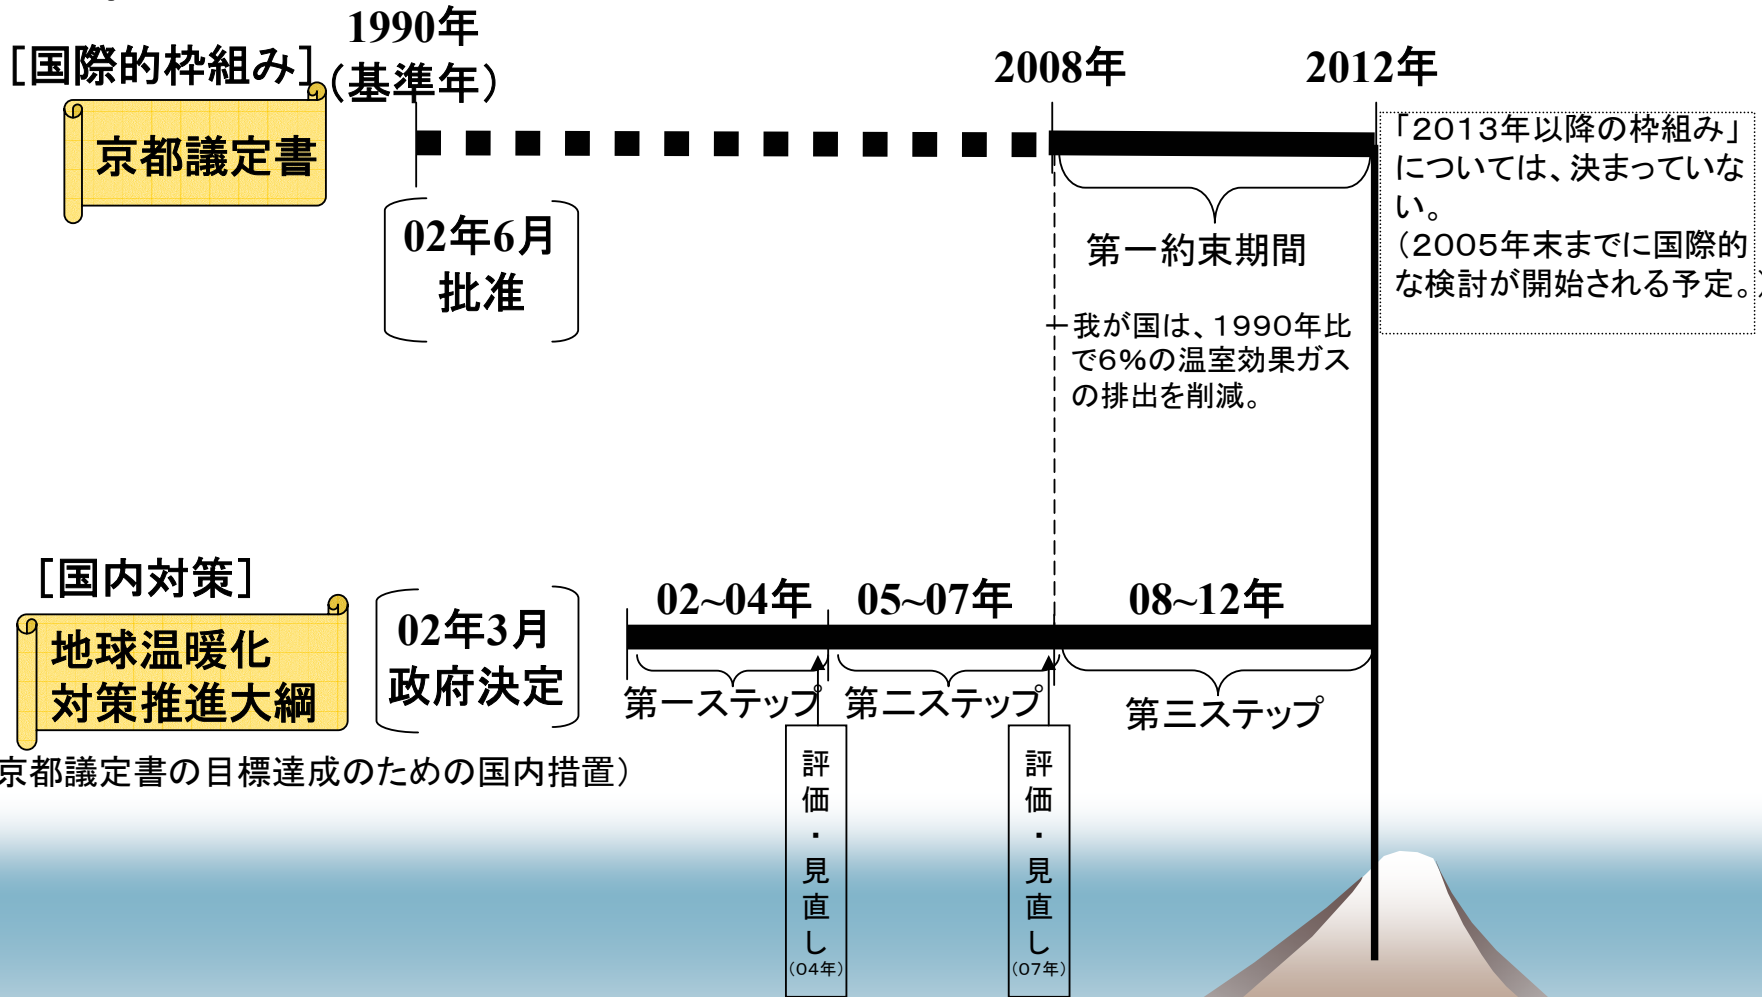 [国際的枠組み]
1990年
(基準年)
2008年
2012年
京都議定書
02年6月
批准
第一約束期間
我が国は、1990年比
で6%の温室効果ガス
の排出を削減。
「2013年以降の枠組み」
については、決まっていな
い。
(2005年末までに国際的
な検討が開始される予定。)
[国内対策]
地球温暖化
対策推進大綱
02年3月
政府決定
02~04年
05~07年
08~12年
第一ステップ
第二ステップ
第三ステップ
京都議定書の目標達成のための国内措置)
評価・見直し
(04年)
評価・見直し
(07年)